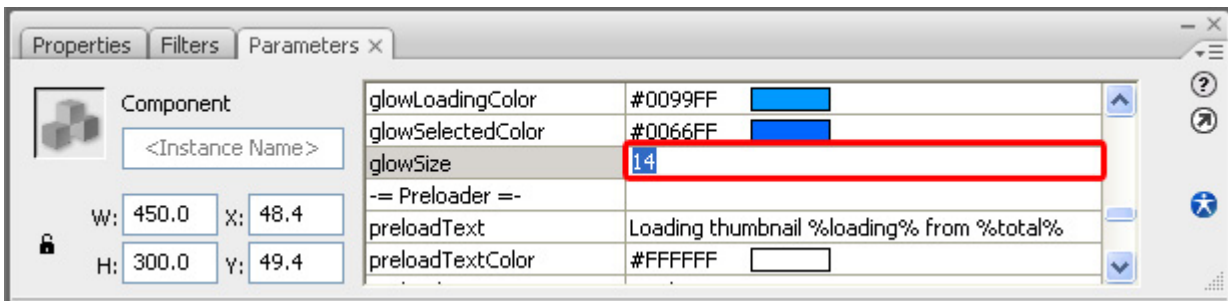 Properties Filters Parameters
Component
<Instance Name>
W: 450.0 X: 48.4
H: 300.0 Y: 49.4
glowLoadingColor #0099FF
glowSelectedColor #0066FF
glowSize 14
-= Preloader =-
preloadText Loading thumbnail %loading% from %total%
preloadTextColor #FFFFFF